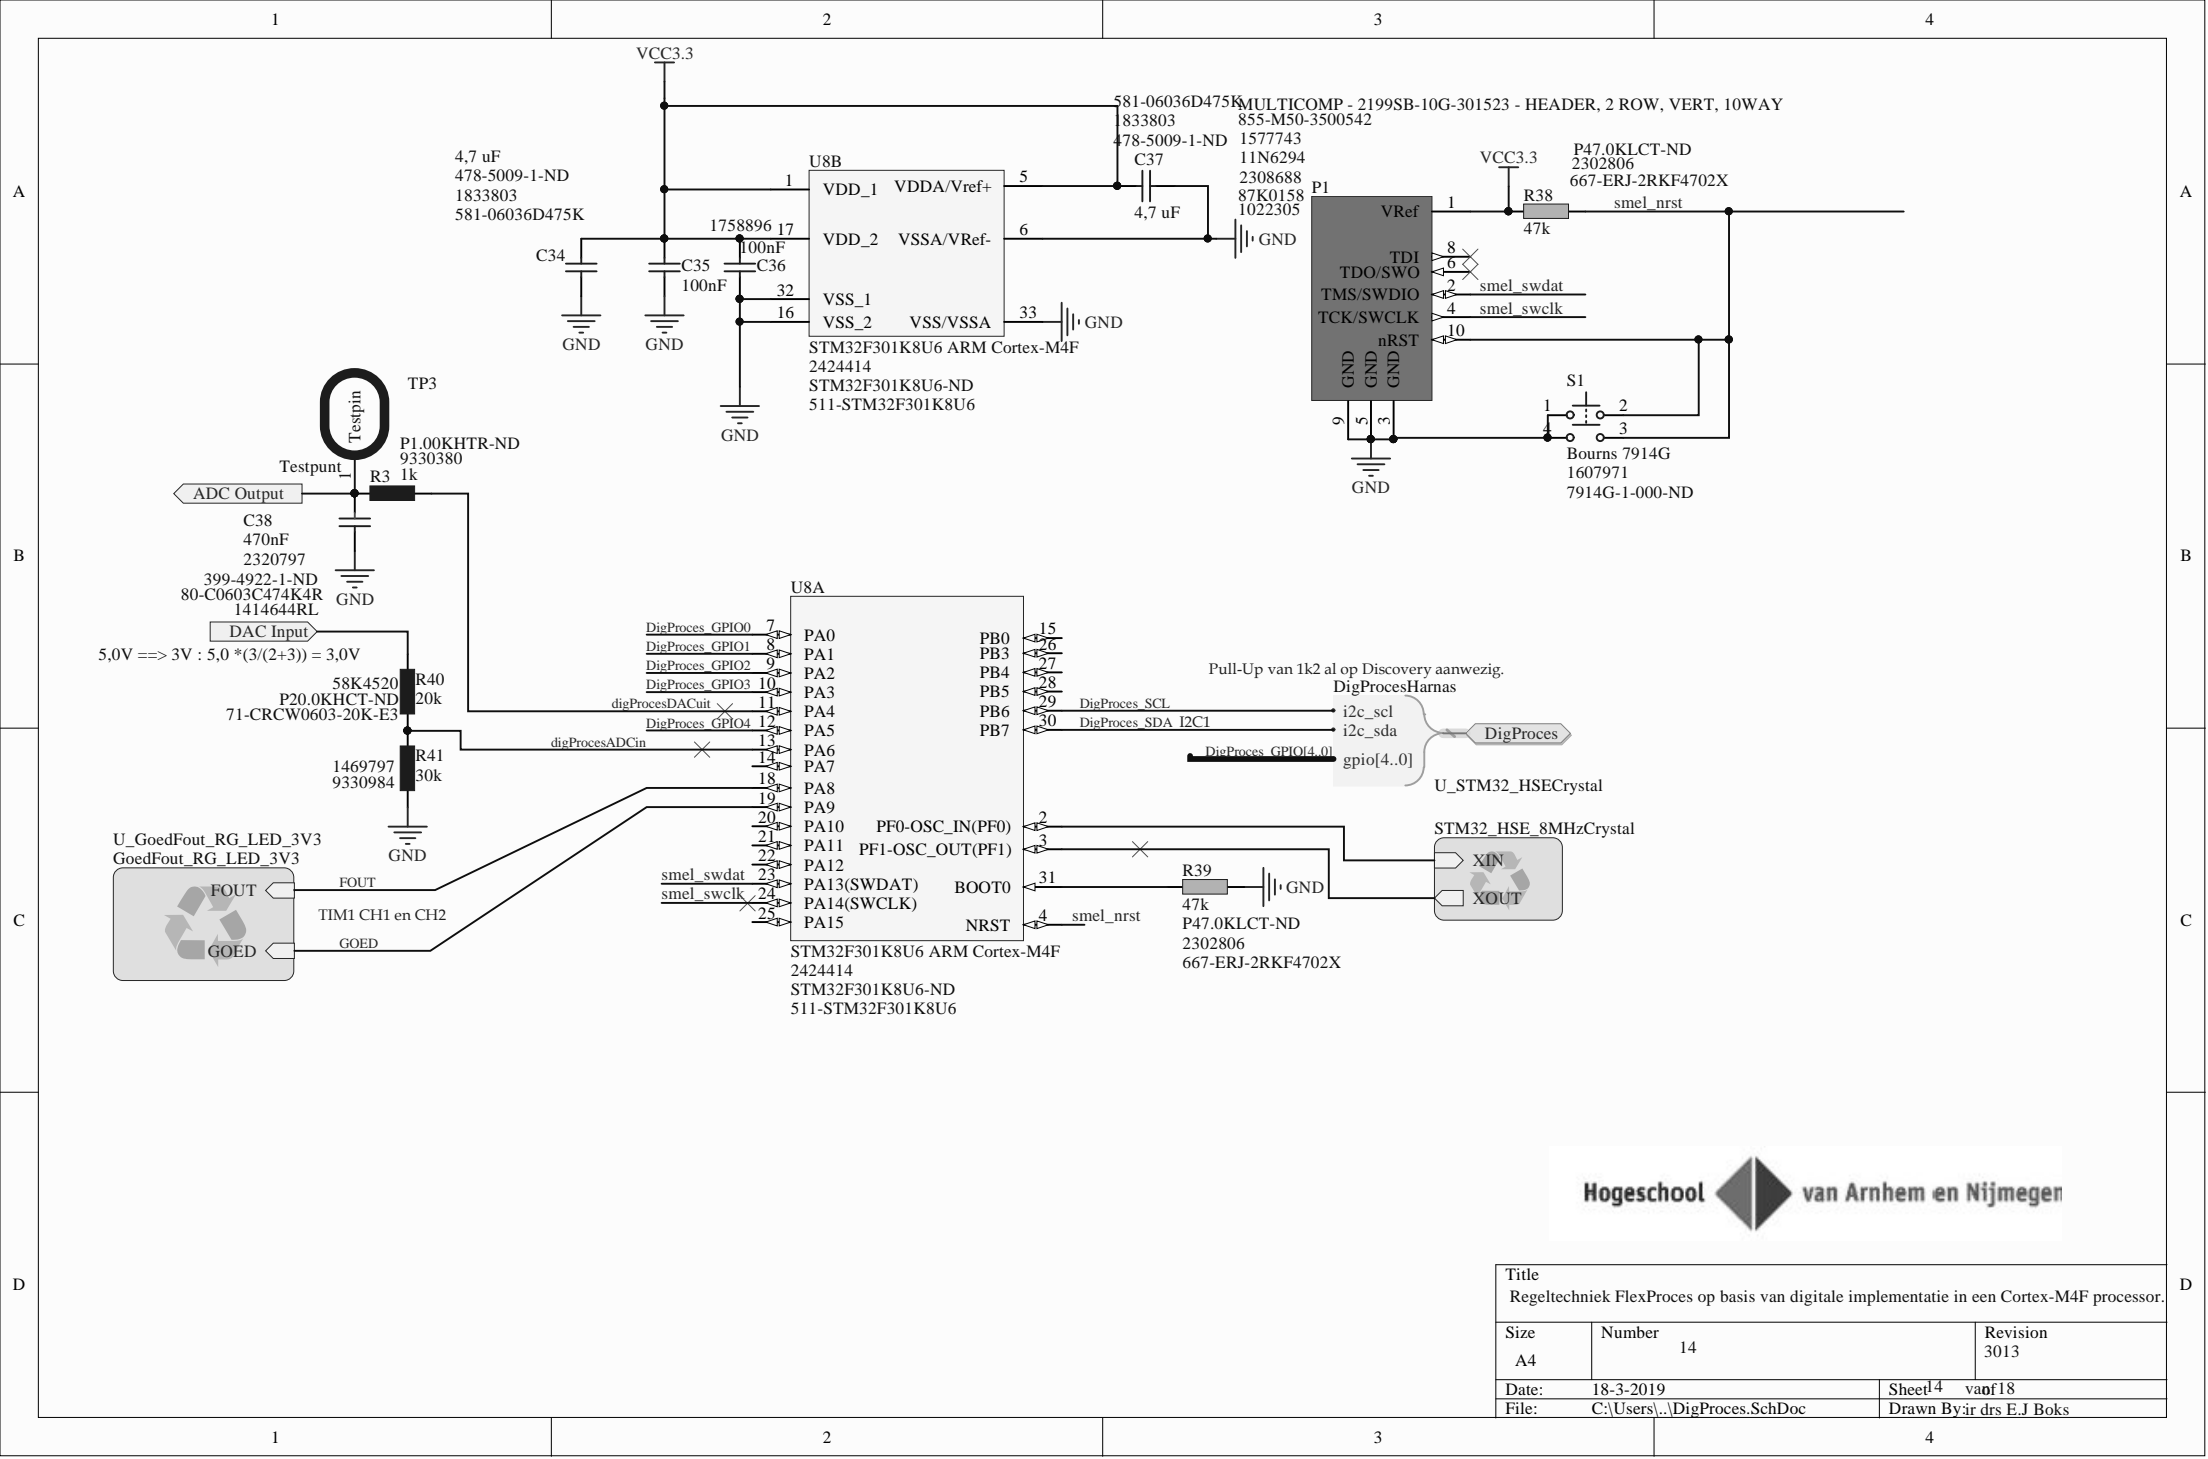 1
2
3
4
A
A
B
B
C
C
D
D
1
2
3
4
VCC3.3
4,7 uF
478-5009-1-ND
1833803
581-06036D475K
C34
GND
C35
100nF
GND
1758896
100nF
C36
GND
U8B
1 VDD_1
17 VDD_2
32 VSS_1
16 VSS_2
VDDA/Vref+ 5
VSSA/VRef- 6
VSS/VSSA 33
GND
STM32F301K8U6 ARM Cortex-M4F
2424414
STM32F301K8U6-ND
511-STM32F301K8U6
581-06036D475K
1833803
478-5009-1-ND
C37
4,7 uF
GND
MULTICOMP - 2199SB-10G-301523 - HEADER, 2 ROW, VERT, 10WAY
855-M50-3500542
1577743
11N6294
2308688
87K0158
1022305
P1
VRef 1
TDI 8
TDO/SWO 6
TMS/SWDIO 2 smel_swdat
TCK/SWCLK 4 smel_swclk
nRST 10
GND GND GND
9 5 3
GND
VCC3.3
P47.0KLCT-ND
2302806
667-ERJ-2RKF4702X
R38
47k
smel_nrst
S1
1 2
4 3
Bourns 7914G
1607971
7914G-1-000-ND
TP3
Testpin
Testpunt
1
P1.00KHTR-ND
9330380
R3 1k
ADC Output
C38
470nF
2320797
399-4922-1-ND
80-C0603C474K4R
1414644RL
GND
DAC Input
5,0V ==> 3V : 5,0 *(3/(2+3)) = 3,0V
58K4520
P20.0KHCT-ND
71-CRCW0603-20K-E3
R40
20k
1469797
9330984
R41
30k
GND
U_GoedFout_RG_LED_3V3
GoedFout_RG_LED_3V3
FOUT
GOED
FOUT
TIM1 CH1 en CH2
GOED
U8A
DigProces_GPIO0 7 PA0
DigProces_GPIO1 8 PA1
DigProces_GPIO2 9 PA2
DigProces_GPIO3 10 PA3
digProcesDACuit 11 PA4
DigProces_GPIO4 12 PA5
digProcesADCin 13 PA6
14 PA7
18 PA8
19 PA9
20 PA10
21 PA11
22 PA12
smel_swdat 23 PA13(SWDAT)
smel_swclk 24 PA14(SWCLK)
25 PA15
PB0 15
PB3 26
PB4 27
PB5 28
PB6 29 DigProces_SCL
PB7 30 DigProces_SDA I2C1
PF0-OSC_IN(PF0) 2
PF1-OSC_OUT(PF1) 3
BOOT0 31
NRST 4 smel_nrst
STM32F301K8U6 ARM Cortex-M4F
2424414
STM32F301K8U6-ND
511-STM32F301K8U6
R39
47k
GND
P47.0KLCT-ND
2302806
667-ERJ-2RKF4702X
Pull-Up van 1k2 al op Discovery aanwezig.
DigProcesHarnas
i2c_scl
i2c_sda
DigProces_GPIO[4..0]
gpio[4..0]
DigProces
U_STM32_HSECrystal
STM32_HSE_8MHzCrystal
XIN
XOUT
Hogeschool van Arnhem en Nijmegen
Title
Regeltechniek FlexProces op basis van digitale implementatie in een Cortex-M4F processor.
Size
A4
Number
14
Revision
3013
Date: 18-3-2019
Sheet 14 van of 18
File: C:\Users\..\DigProces.SchDoc
Drawn By: ir drs E.J Boks